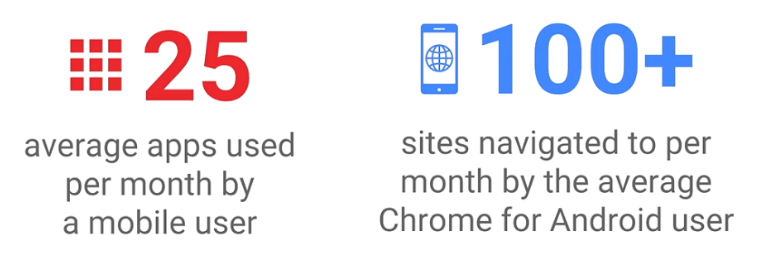 25
average apps used
per month by
a mobile user
100+
sites navigated to per
month by the average
Chrome for Android user